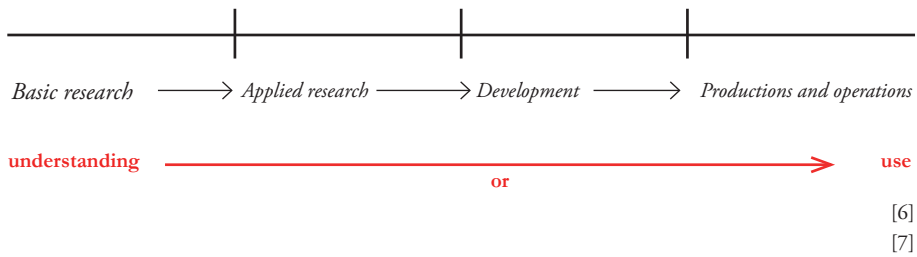 Basic research Applied research Development Productions and operations
understanding use
or
[6]
[7]